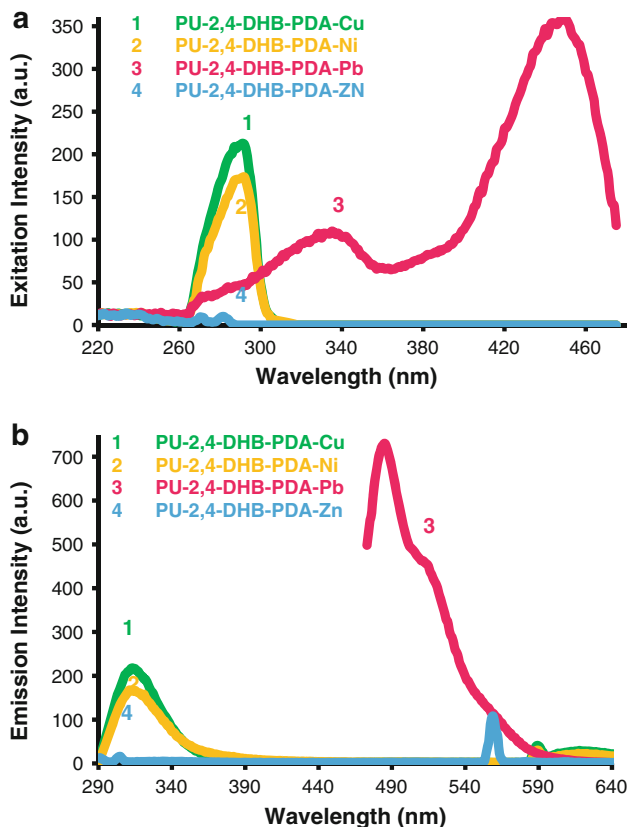 a
1 PU-2,4-DHB-PDA-Cu
2 PU-2,4-DHB-PDA-Ni
3 PU-2,4-DHB-PDA-Pb
4 PU-2,4-DHB-PDA-ZN
Exitation Intensity (a.u.)
350
300
250
200
150
100
50
0
1
2
3
4
220 260 300 340 380 420 460
Wavelength (nm)
b
1 PU-2,4-DHB-PDA-Cu
2 PU-2,4-DHB-PDA-Ni
3 PU-2,4-DHB-PDA-Pb
4 PU-2,4-DHB-PDA-Zn
Emission Intensity (a.u.)
700
600
500
400
300
200
100
0
3
1
2
4
290 340 390 440 490 540 590 640
Wavelength (nm)